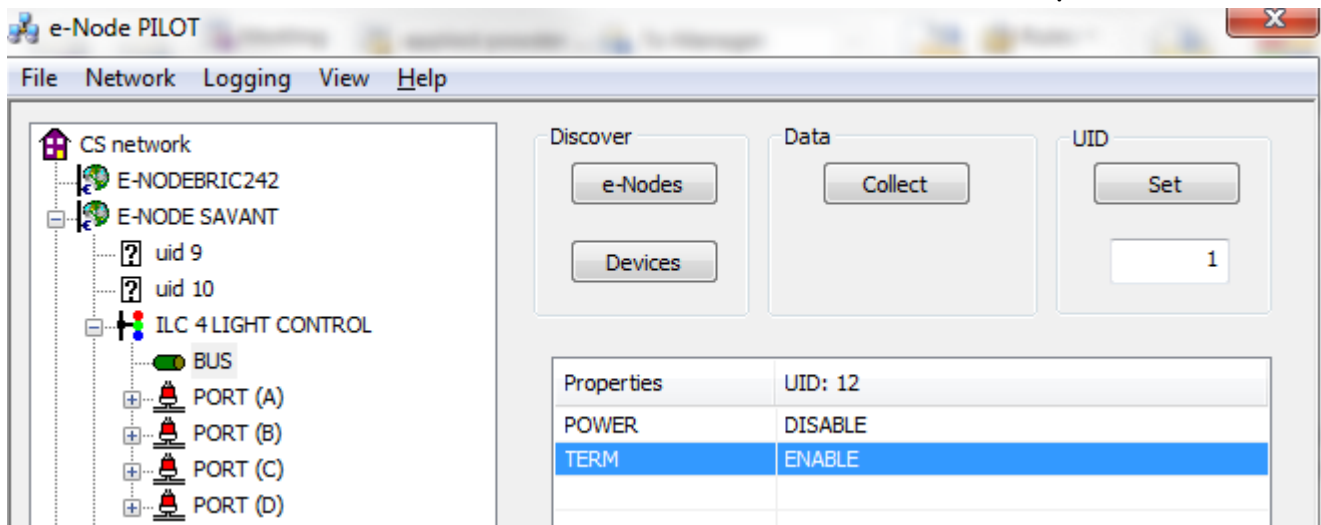 e-Node PILOT
File Network Logging View Help
CS network
E-NODEBRIC242
E-NODE SAVANT
? uid 9
? uid 10
ILC 4 LIGHT CONTROL
BUS
PORT (A)
PORT (B)
PORT (C)
PORT (D)
Discover
e-Nodes
Devices
Data
Collect
UID
Set
1
Properties UID: 12
POWER DISABLE
TERM ENABLE